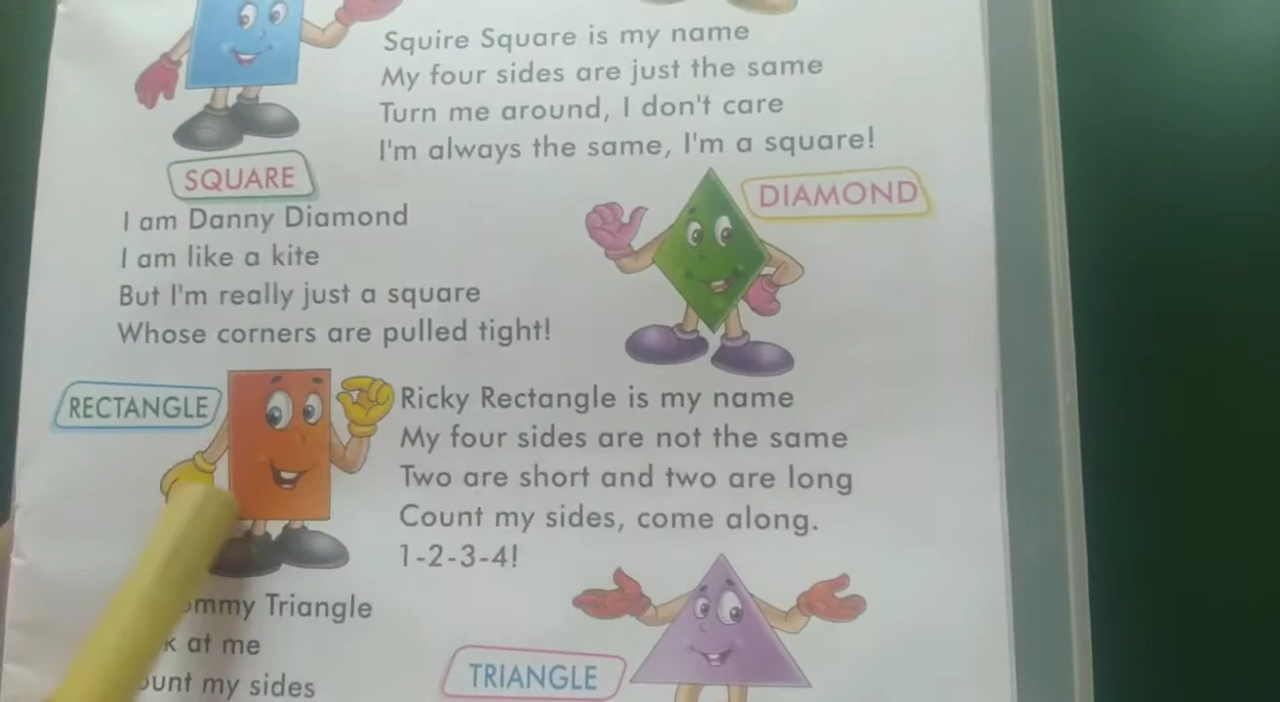 Squire Square is my name
My four sides are just the same
Turn me around, I don't care
I'm always the same, I'm a square!
SQUARE
DIAMOND
I am Danny Diamond
I am like a kite
But I'm really just a square
Whose corners are pulled tight!
RECTANGLE
Ricky Rectangle is my name
My four sides are not the same
Two are short and two are long
Count my sides, come along.
1-2-3-4!
Triangle
at me
my sides
TRIANGLE